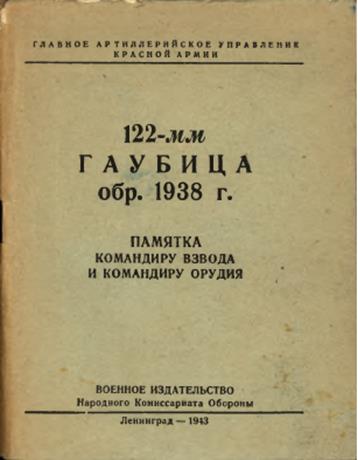 ГЛАВНОЕ АРТИЛЛЕРИЙСКОЕ УПРАВЛЕНИЕ
КРАСНОЙ АРМИИ
122-мм
ГАУБИЦА
обр. 1938 г.
ПАМЯТКА
КОМАНДИРУ ВЗВОДА
И КОМАНДИРУ ОРУДИЯ
ВОЕННОЕ ИЗДАТЕЛЬСТВО
Народного Комиссариата Обороны
Ленинград — 1943